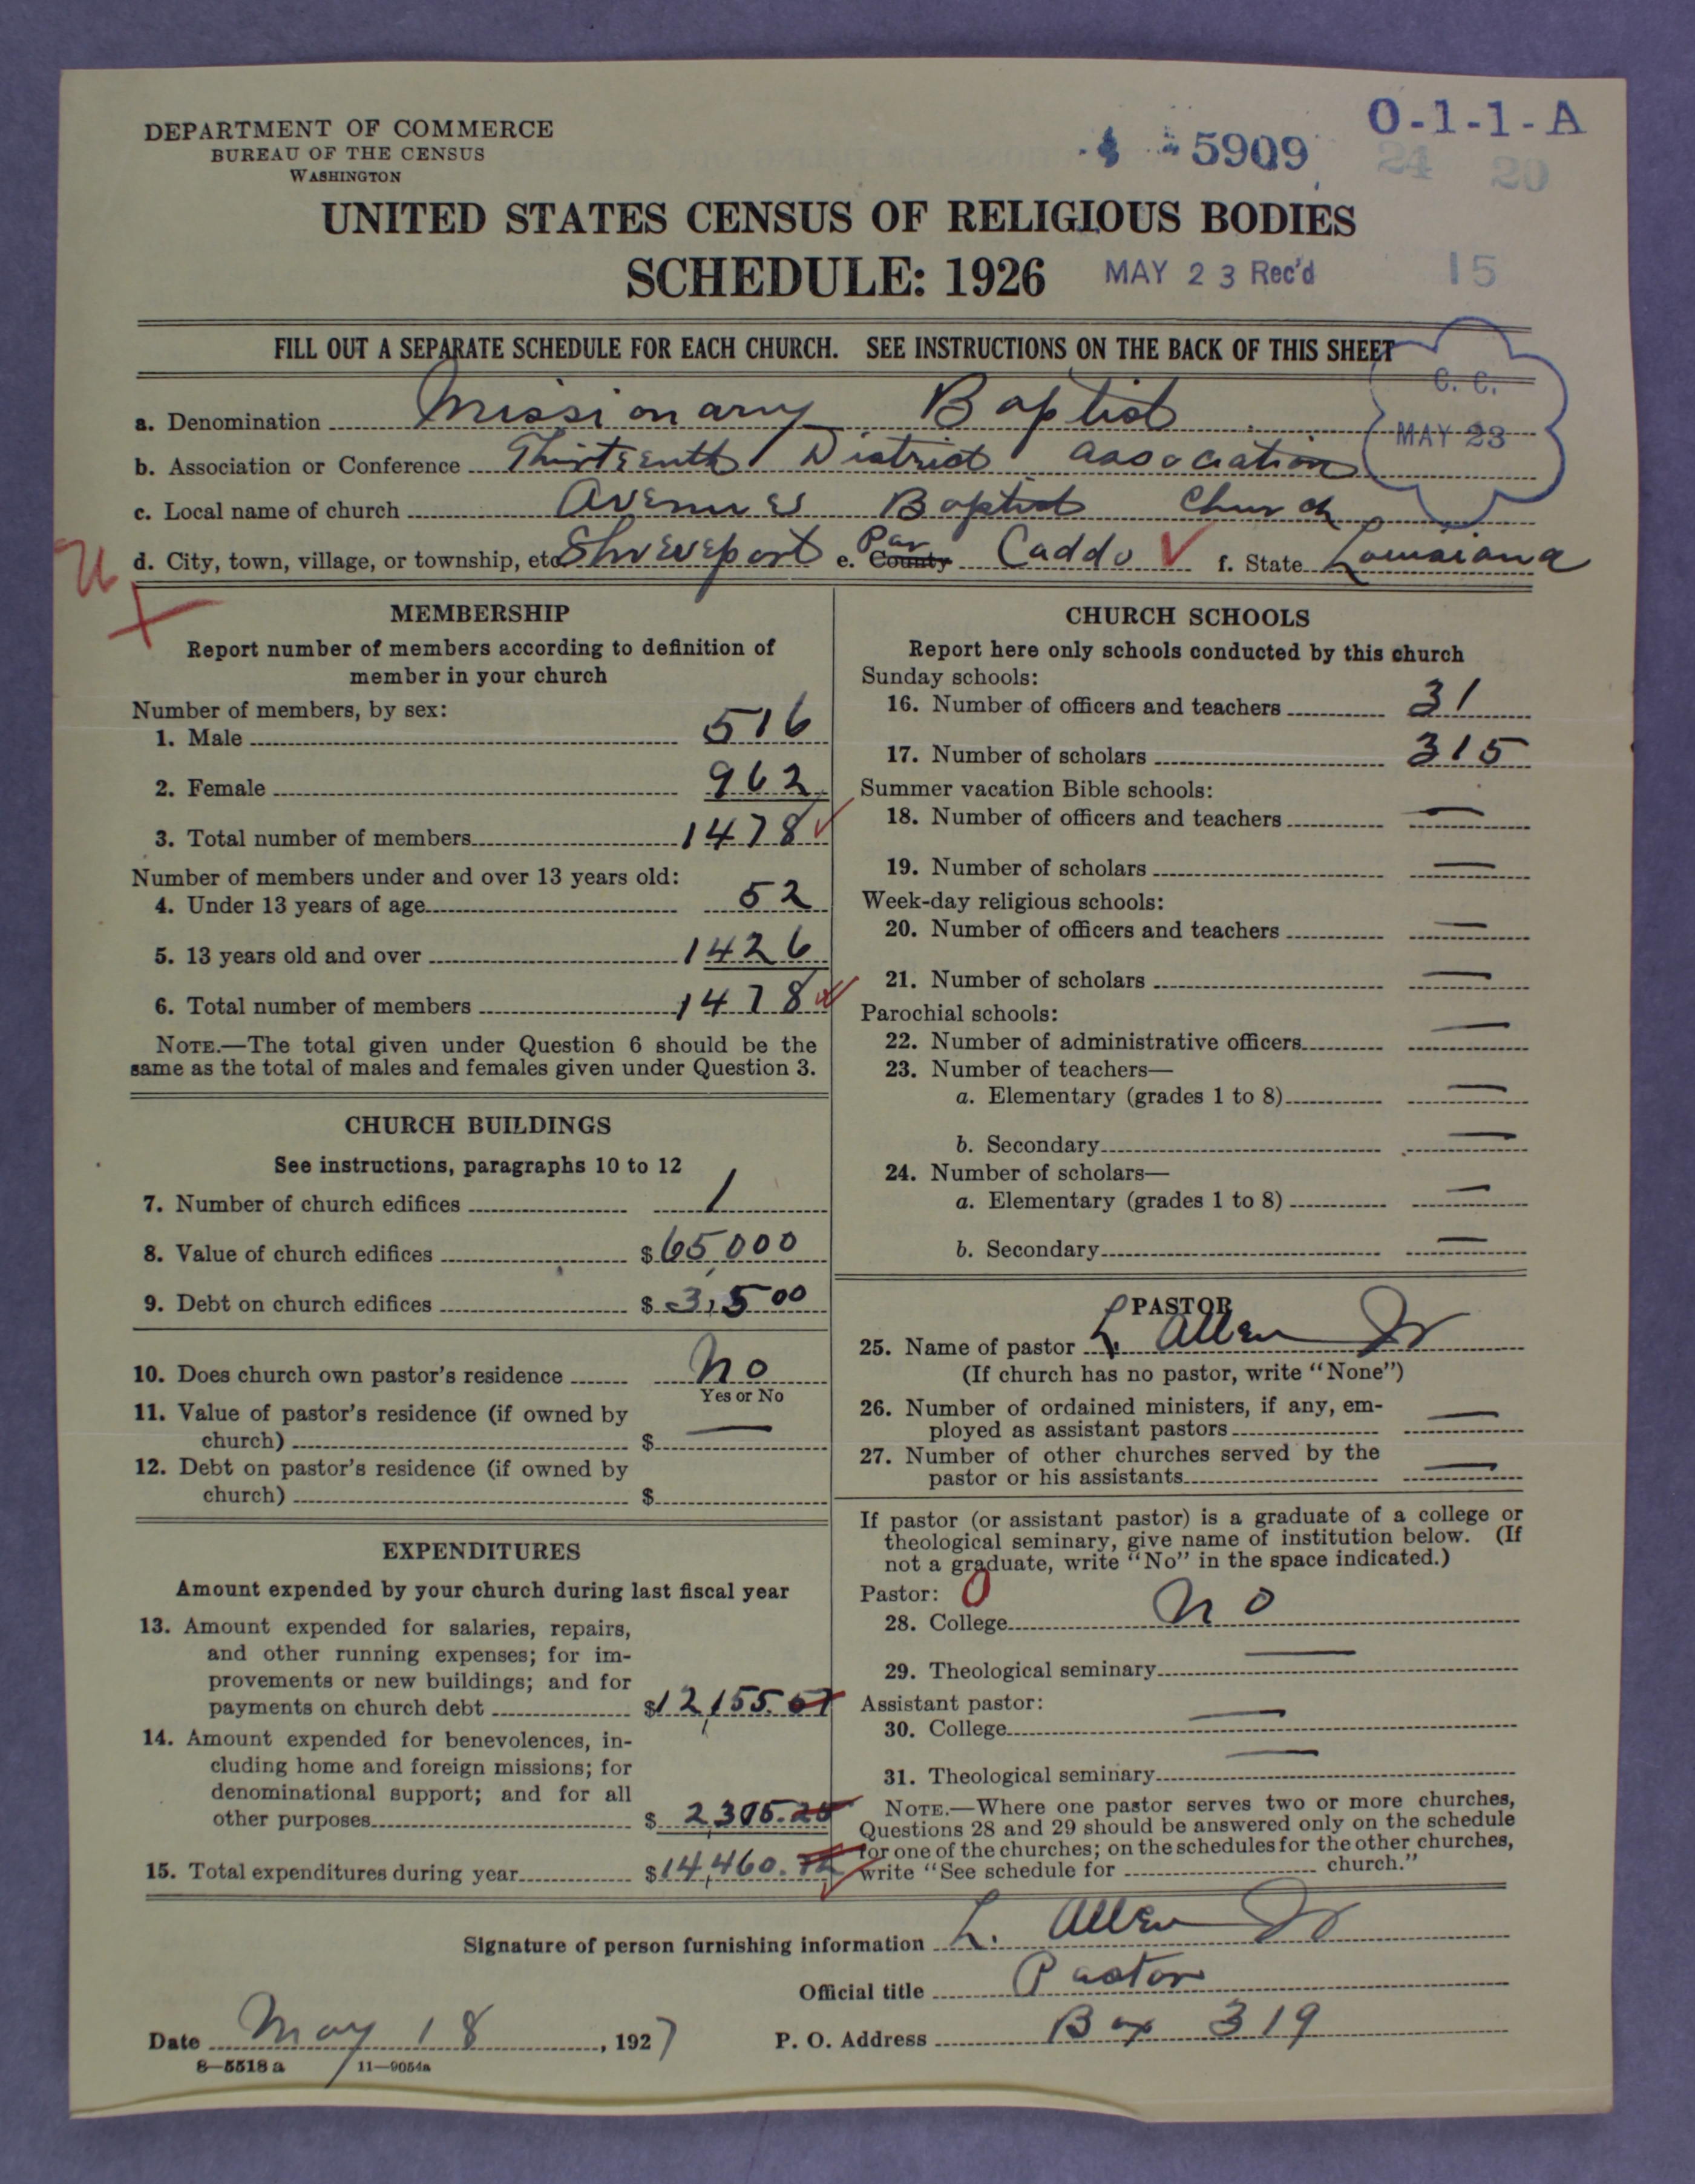 DEPARTMENT OF COMMERCE
BUREAU OF THE CENSUS
WASHINGTON
5909
O-1-1-A
24 20
UNITED STATES CENSUS OF RELIGIOUS BODIES
SCHEDULE: 1926
MAY 23 Rec'd
15
FILL OUT A SEPARATE SCHEDULE FOR EACH CHURCH. SEE INSTRUCTIONS ON THE BACK OF THIS SHEET
C. C.
MAY 23
a. Denomination Missionary Baptist
b. Association or Conference Thirteenth District association
c. Local name of church Avenues Baptist Church
d. City, town, village, or township, etc Shreveport e. County Par Caddo f. State Louisiana
MEMBERSHIP
Report number of members according to definition of
member in your church
Number of members, by sex:
1. Male 516
2. Female 962
3. Total number of members 1478
Number of members under and over 13 years old:
4. Under 13 years of age 52
5. 13 years old and over 1426
6. Total number of members 1478
NOTE.—The total given under Question 6 should be the
same as the total of males and females given under Question 3.
CHURCH BUILDINGS
See instructions, paragraphs 10 to 12
7. Number of church edifices 1
8. Value of church edifices $65,000
9. Debt on church edifices $3,500
10. Does church own pastor's residence No
Yes or No
11. Value of pastor's residence (if owned by
church) $ —
12. Debt on pastor's residence (if owned by
church) $
EXPENDITURES
Amount expended by your church during last fiscal year
13. Amount expended for salaries, repairs,
and other running expenses; for im-
provements or new buildings; and for
payments on church debt $12,155.
14. Amount expended for benevolences, in-
cluding home and foreign missions; for
denominational support; and for all
other purposes $2,305.
15. Total expenditures during year $14,460.
CHURCH SCHOOLS
Report here only schools conducted by this church
Sunday schools:
16. Number of officers and teachers 31
17. Number of scholars 315
Summer vacation Bible schools:
18. Number of officers and teachers —
19. Number of scholars —
Week-day religious schools:
20. Number of officers and teachers —
21. Number of scholars —
Parochial schools:
22. Number of administrative officers —
23. Number of teachers—
a. Elementary (grades 1 to 8) —
b. Secondary —
24. Number of scholars—
a. Elementary (grades 1 to 8) —
b. Secondary —
PASTOR
25. Name of pastor L. Allen Jr
(If church has no pastor, write "None")
26. Number of ordained ministers, if any, em-
ployed as assistant pastors —
27. Number of other churches served by the
pastor or his assistants —
If pastor (or assistant pastor) is a graduate of a college or
theological seminary, give name of institution below. (If
not a graduate, write "No" in the space indicated.)
Pastor: 0
28. College No
29. Theological seminary —
Assistant pastor:
30. College —
31. Theological seminary —
NOTE.—Where one pastor serves two or more churches,
Questions 28 and 29 should be answered only on the schedule
for one of the churches; on the schedules for the other churches,
write "See schedule for church."
Signature of person furnishing information L. Allen Jr
Official title Pastor
Date May 18, 1927 P. O. Address Box 319
8—5518 a 11—9054a